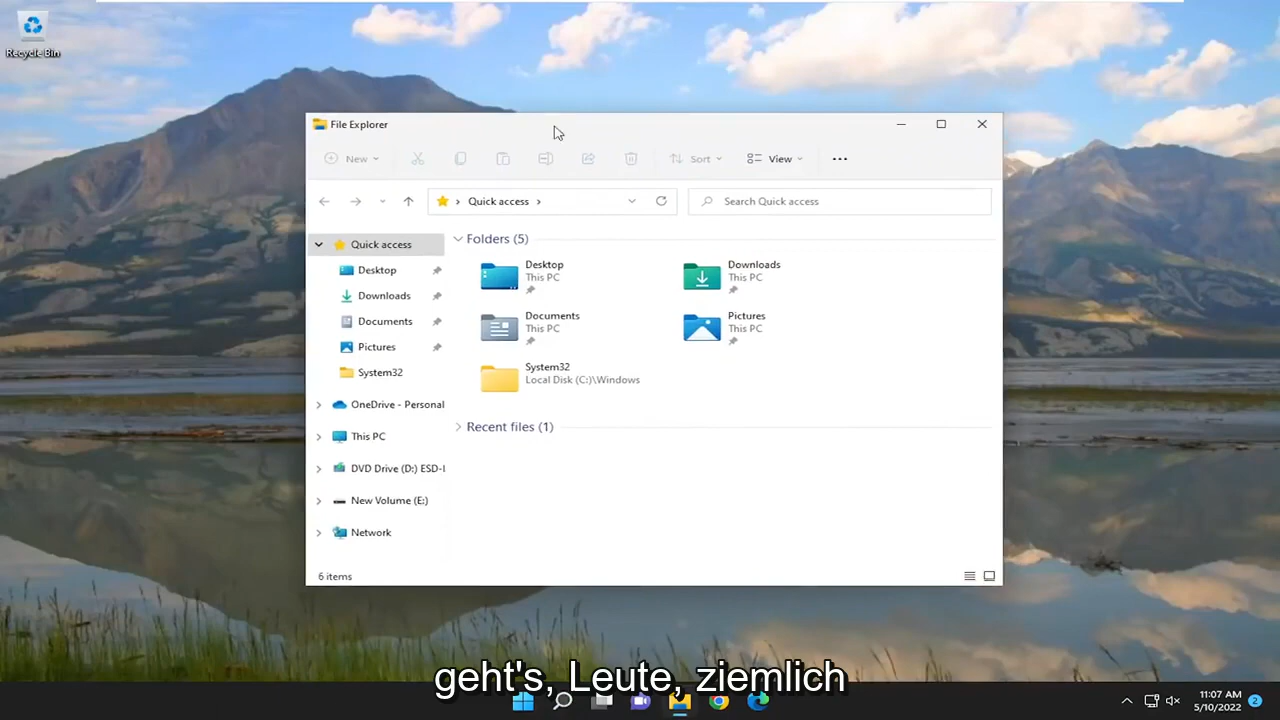 Recycle Bin
File Explorer
New
Sort
View
Quick access
Search Quick access
Quick access
Desktop
Downloads
Documents
Pictures
System32
OneDrive - Personal
This PC
DVD Drive (D:) ESD-I
New Volume (E:)
Network
Folders (5)
Desktop
This PC
Downloads
This PC
Documents
This PC
Pictures
This PC
System32
Local Disk (C:)\Windows
Recent files (1)
6 items
geht's, Leute, ziemlich
11:07 AM
5/10/2022
2